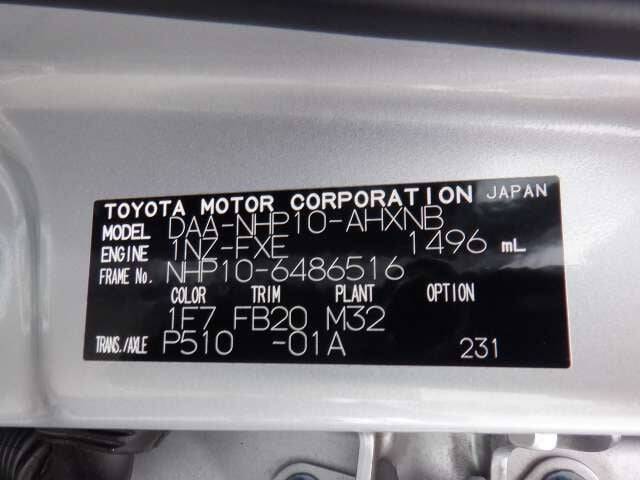 TOYOTA MOTOR CORPORATION JAPAN
MODEL DAA-NHP10-AHXNB
ENGINE 1NZ-FXE 1496 mL
FRAME No. NHP10-6486516
COLOR TRIM PLANT OPTION
1F7 FB20 M32
TRANS./AXLE P510 -01A 231